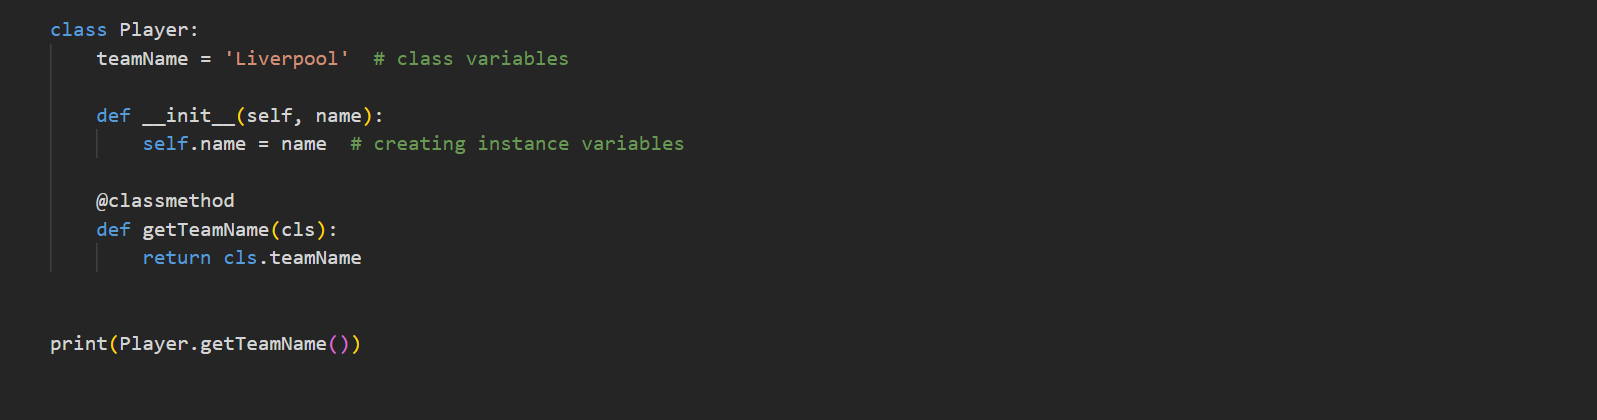 class Player:
    teamName = 'Liverpool'  # class variables
    def __init__(self, name):
        self.name = name  # creating instance variables
    @classmethod
    def getTeamName(cls):
        return cls.teamName
print(Player.getTeamName())